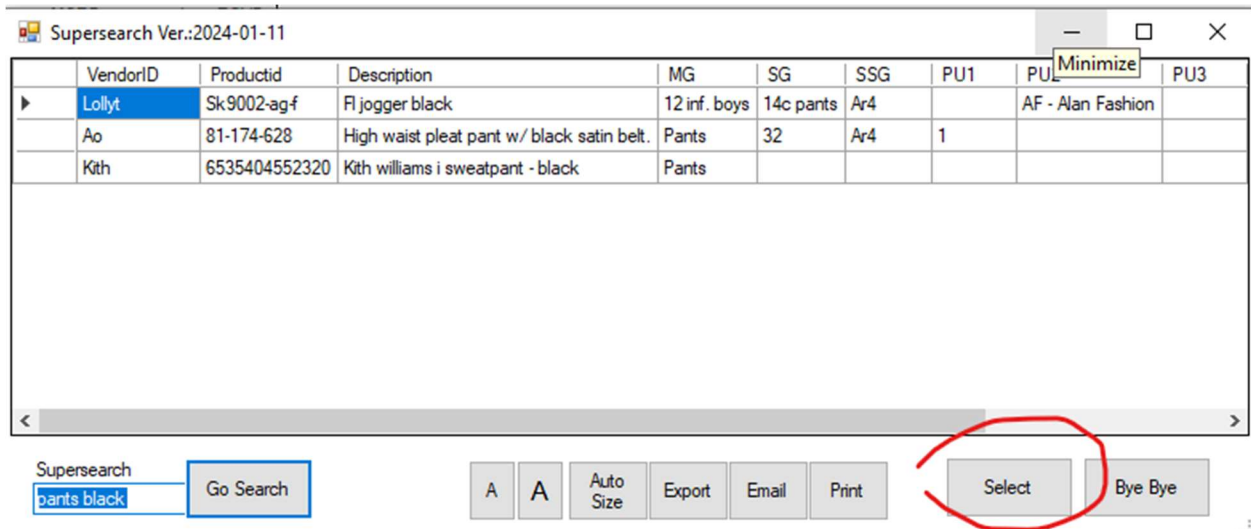 Supersearch Ver.:2024-01-11
Minimize
VendorID Productid Description MG SG SSG PU1 PU2 PU3
Lollyt Sk9002-ag-f Fl jogger black 12 inf. boys 14c pants Ar4 AF - Alan Fashion
Ao 81-174-628 High waist pleat pant w/ black satin belt. Pants 32 Ar4 1
Kith 6535404552320 Kith williams i sweatpant - black Pants
Supersearch
pants black Go Search A A Auto Size Export Email Print Select Bye Bye